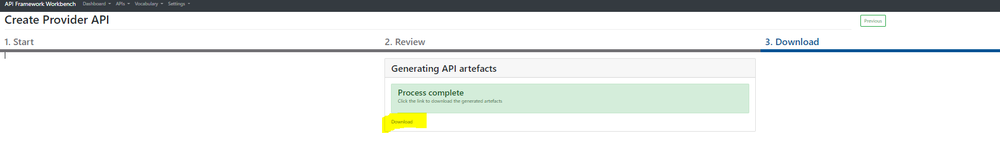 API Framework Workbench Dashboard APIs Vocabulary Settings
Create Provider API
Previous
1. Start 2. Review 3. Download
Generating API artefacts
Process complete
Click the link to download the generated artefacts
Download